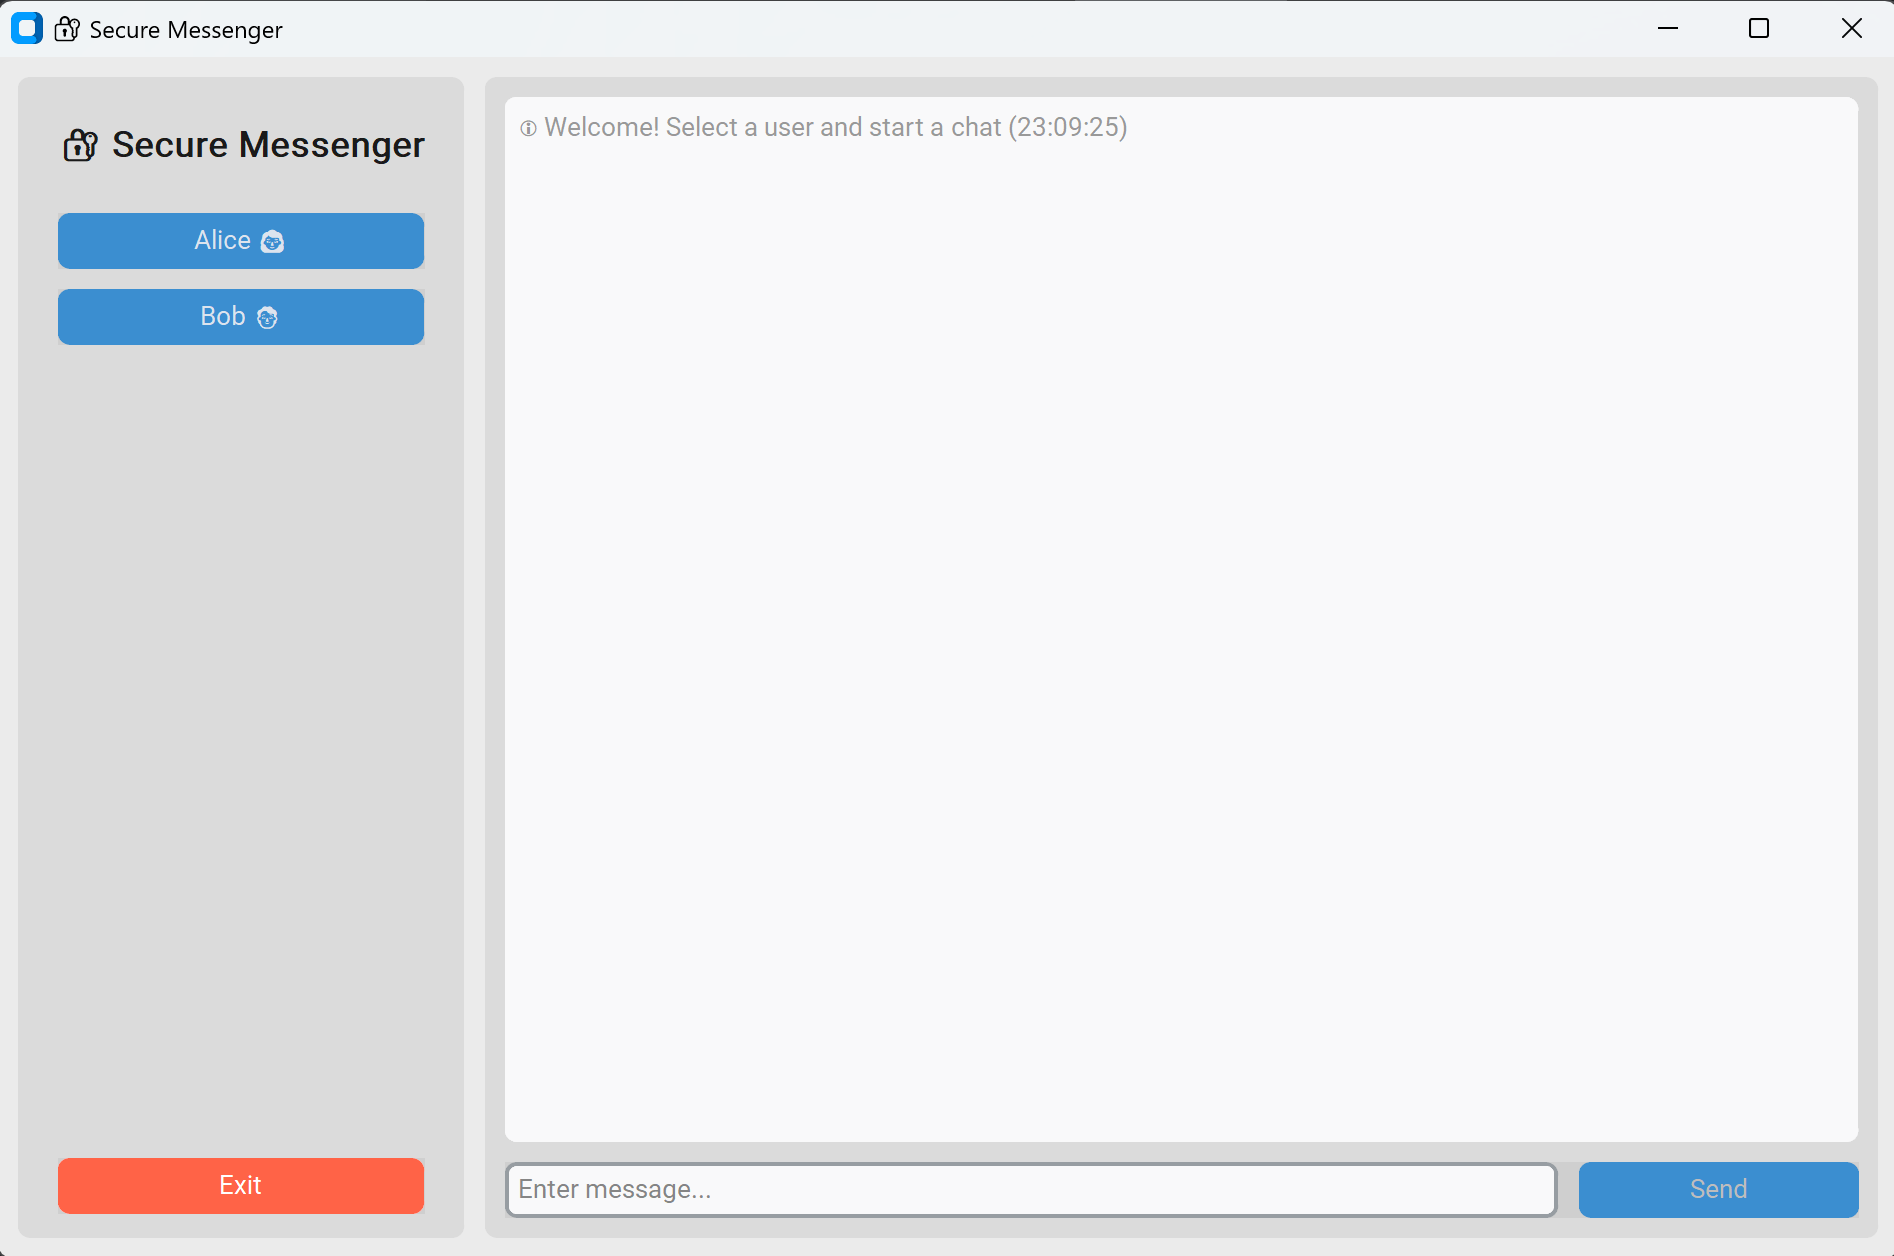 Secure Messenger
Secure Messenger
Alice
Bob
Exit
Welcome! Select a user and start a chat (23:09:25)
Enter message...
Send